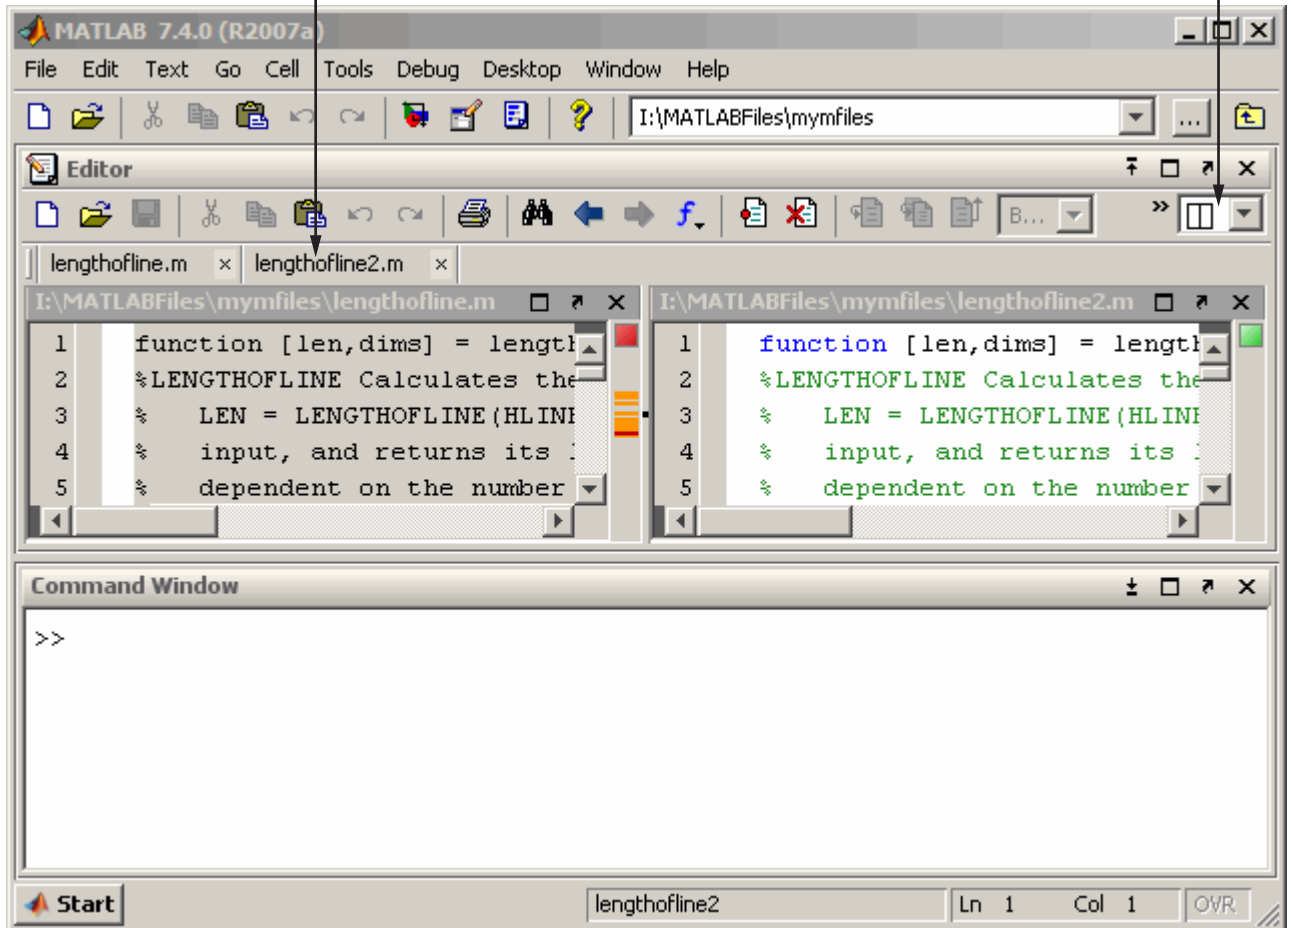 MATLAB 7.4.0 (R2007a)
File Edit Text Go Cell Tools Debug Desktop Window Help
I:\MATLABFiles\mymfiles
...
Editor
B...
»
lengthofline.m × lengthofline2.m ×
I:\MATLABFiles\mymfiles\lengthofline.m
1 function [len,dims] = lengt
2 %LENGTHOFLINE Calculates the
3 % LEN = LENGTHOFLINE(HLINE
4 % input, and returns its
5 % dependent on the number
I:\MATLABFiles\mymfiles\lengthofline2.m
1 function [len,dims] = lengt
2 %LENGTHOFLINE Calculates the
3 % LEN = LENGTHOFLINE(HLINE
4 % input, and returns its
5 % dependent on the number
Command Window
>>
Start
lengthofline2
Ln 1 Col 1
OVR